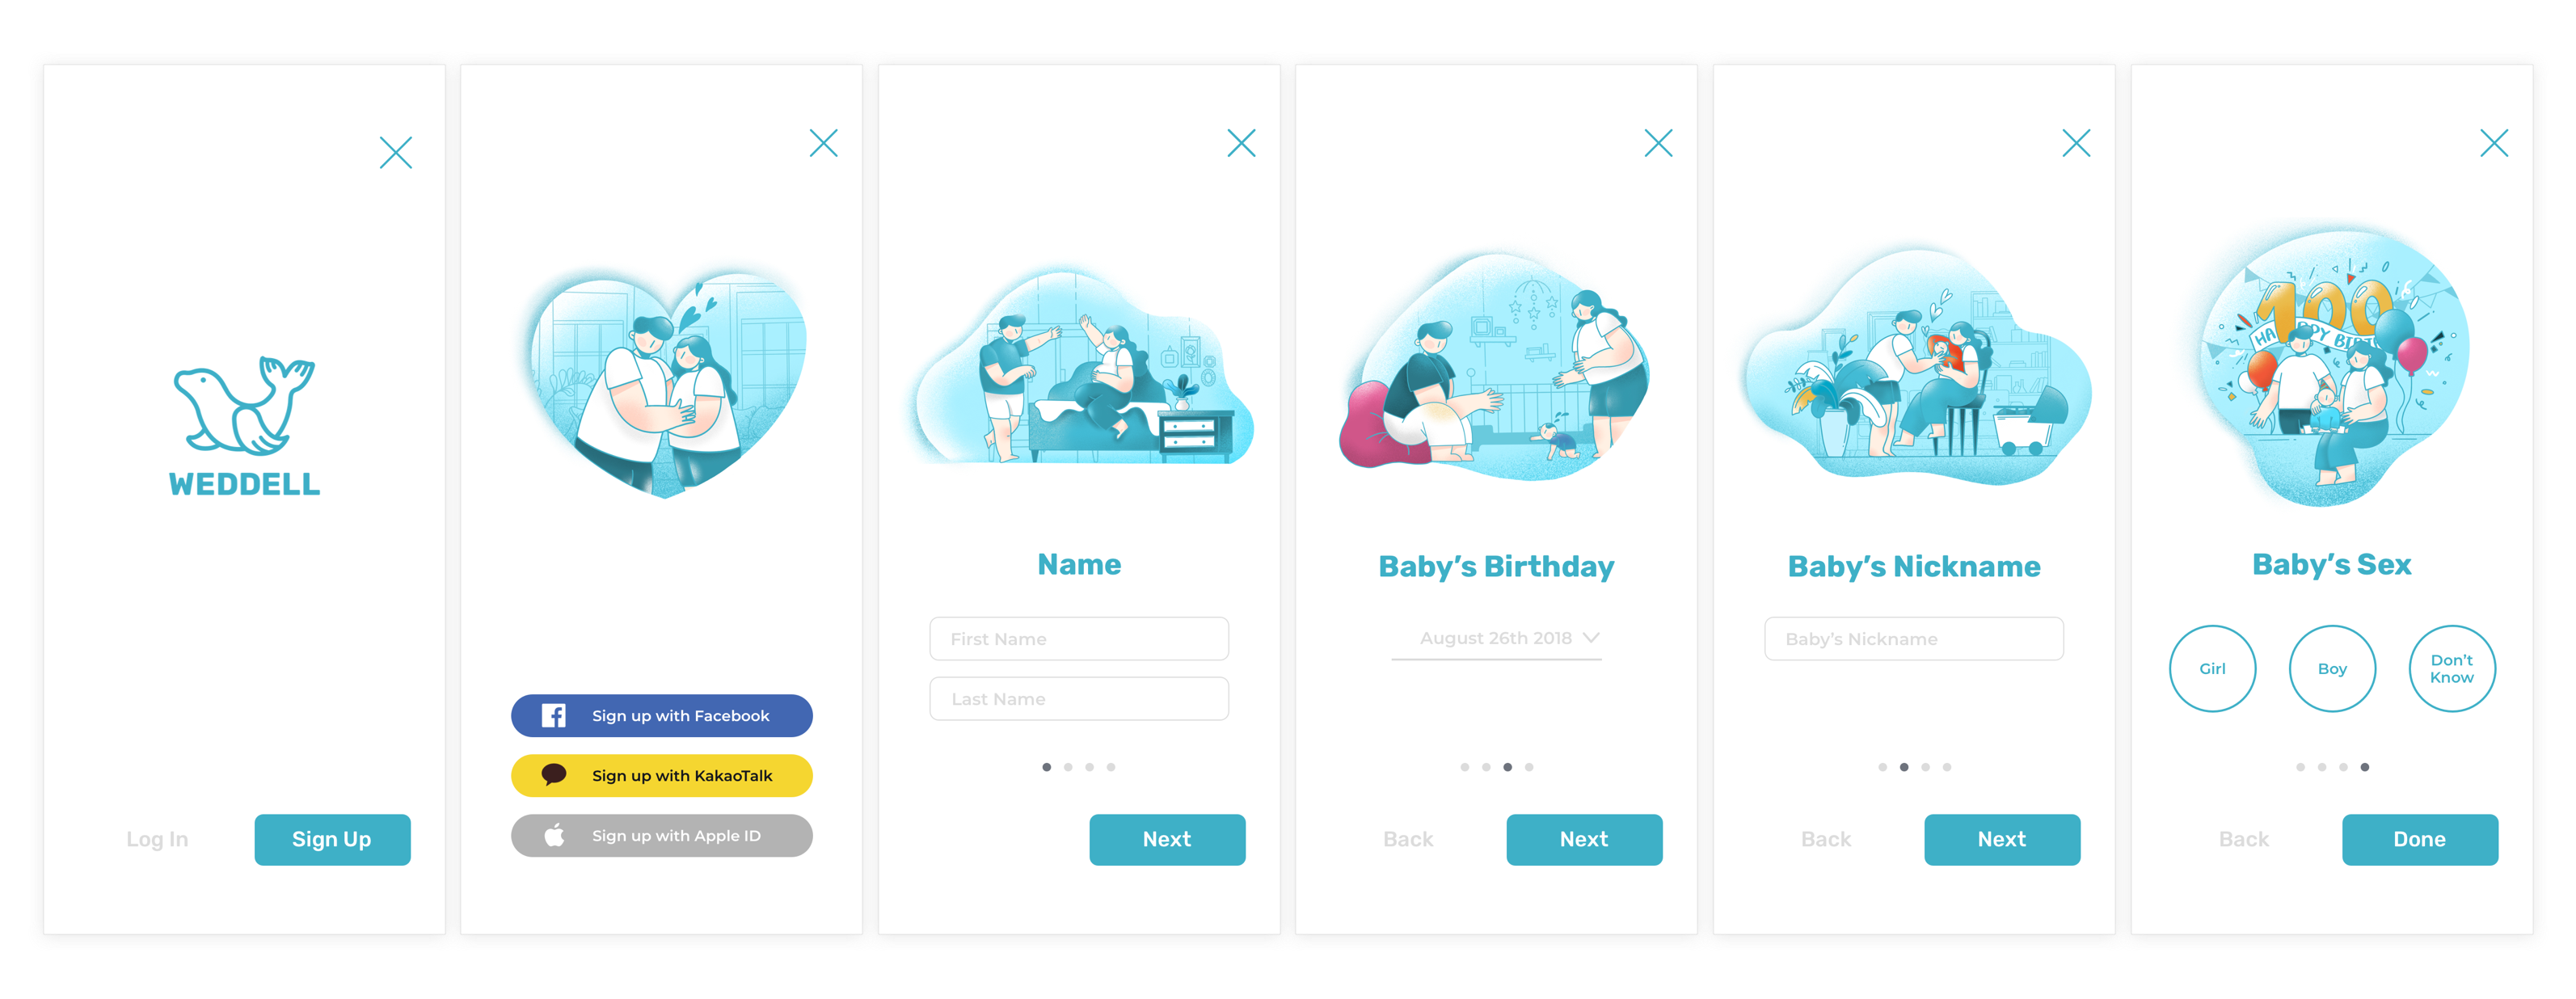 WEDDELL
Log In
Sign Up
Sign up with Facebook
Sign up with KakaoTalk
Sign up with Apple ID
Name
First Name
Last Name
Next
Baby's Birthday
August 26th 2018
Back
Next
Baby's Nickname
Baby's Nickname
Back
Next
100
Baby's Sex
Girl
Boy
Don't
Know
Back
Done